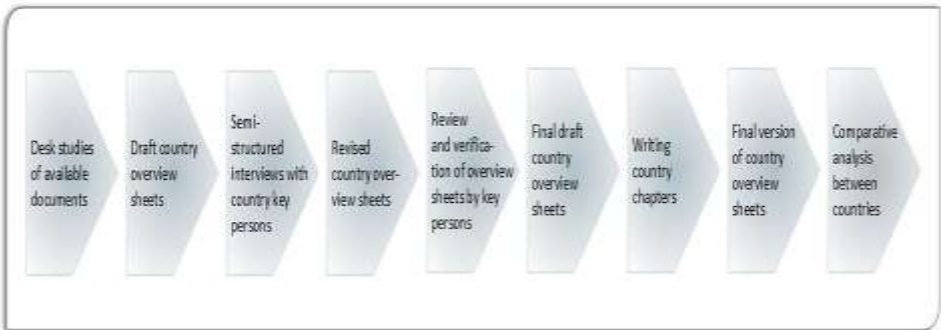 Desk studies
of available
documents
Draft country
overview
sheets
Semi-
structured
interviews with
country key
persons
Revised
country over-
view sheets
Review
and verifica-
tion of overview
sheets by key
persons
Final draft
country
overview
sheets
Writing
country
chapters
Final version
of country
overview
sheets
Comparative
analysis
between
countries